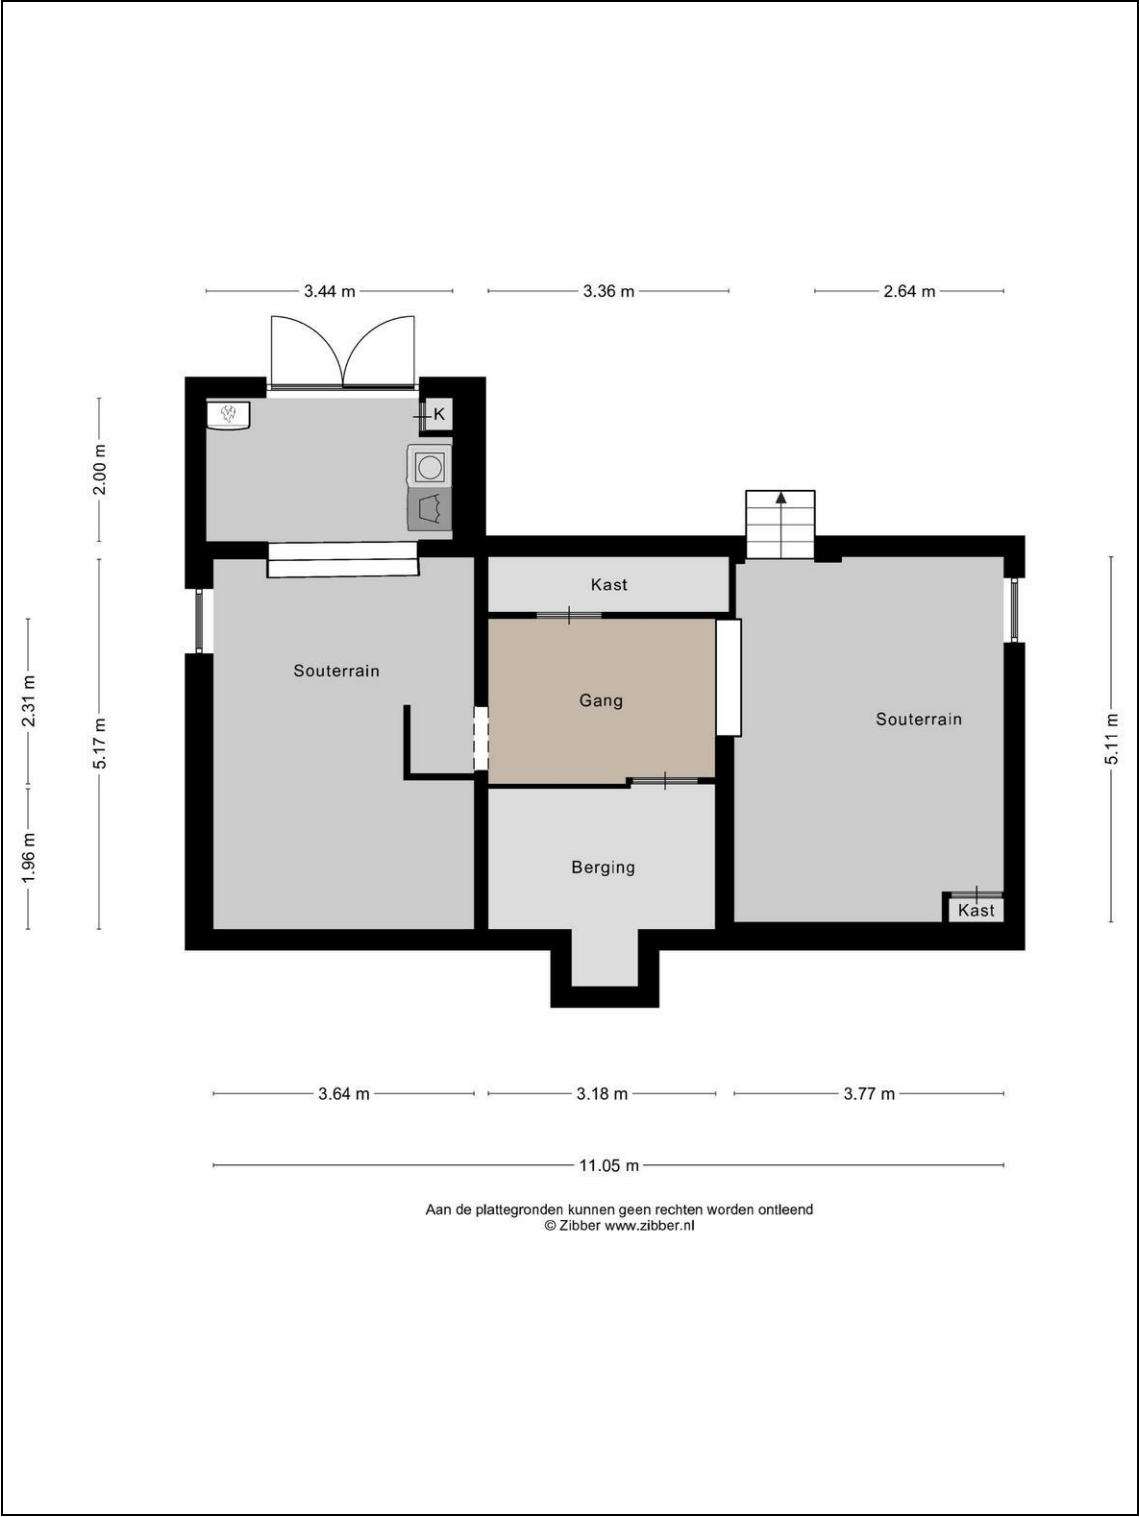 3.44 m
3.36 m
2.64 m
K
2.00 m
Kast
Souterrain
2.31 m
Gang
5.17 m
Souterrain
5.11 m
1.96 m
Berging
Kast
3.64 m
3.18 m
3.77 m
11.05 m
Aan de plattegronden kunnen geen rechten worden ontleend
© Zibber www.zibber.nl